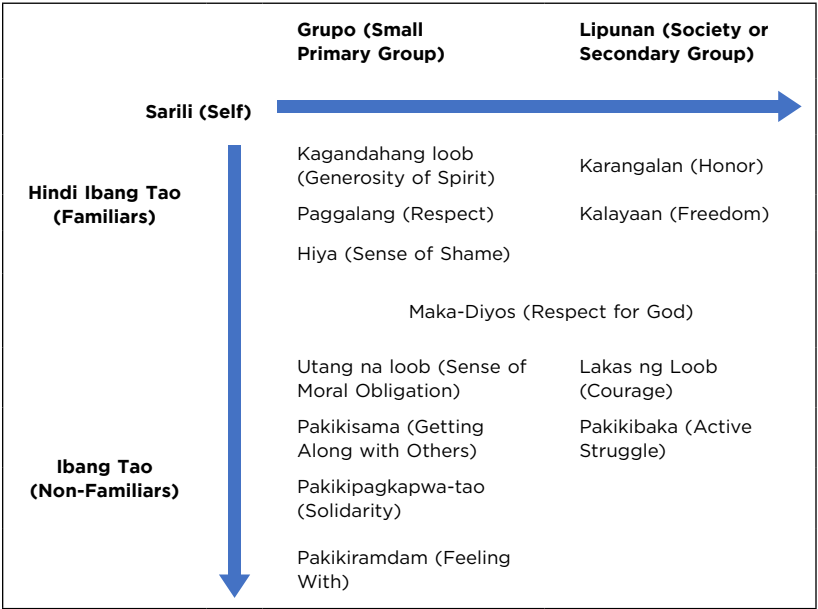 Grupo (Small
Primary Group)
Lipunan (Society or
Secondary Group)
Sarili (Self)
Hindi Ibang Tao
(Familiars)
Kagandahang loob
(Generosity of Spirit)
Karangalan (Honor)
Paggalang (Respect)
Kalayaan (Freedom)
Hiya (Sense of Shame)
Maka-Diyos (Respect for God)
Ibang Tao
(Non-Familiars)
Utang na loob (Sense of
Moral Obligation)
Lakas ng Loob
(Courage)
Pakikisama (Getting
Along with Others)
Pakikibaka (Active
Struggle)
Pakikipagkapwa-tao
(Solidarity)
Pakikiramdam (Feeling
With)